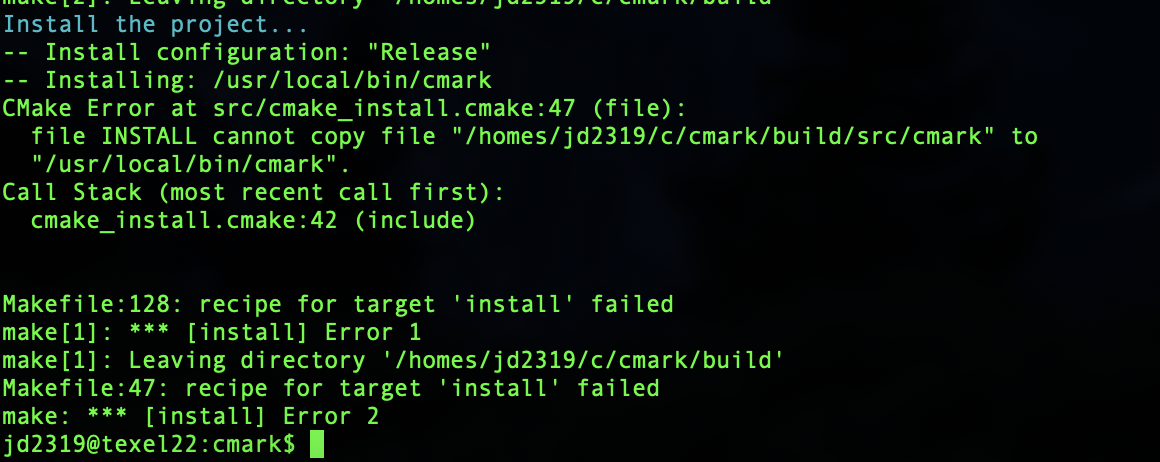 make[2]: Leaving directory '/homes/jd2319/c/cmark/build'
Install the project...
-- Install configuration: "Release"
-- Installing: /usr/local/bin/cmark
CMake Error at src/cmake_install.cmake:47 (file):
  file INSTALL cannot copy file "/homes/jd2319/c/cmark/build/src/cmark" to
  "/usr/local/bin/cmark".
Call Stack (most recent call first):
  cmake_install.cmake:42 (include)
Makefile:128: recipe for target 'install' failed
make[1]: *** [install] Error 1
make[1]: Leaving directory '/homes/jd2319/c/cmark/build'
Makefile:47: recipe for target 'install' failed
make: *** [install] Error 2
jd2319@texel22:cmark$